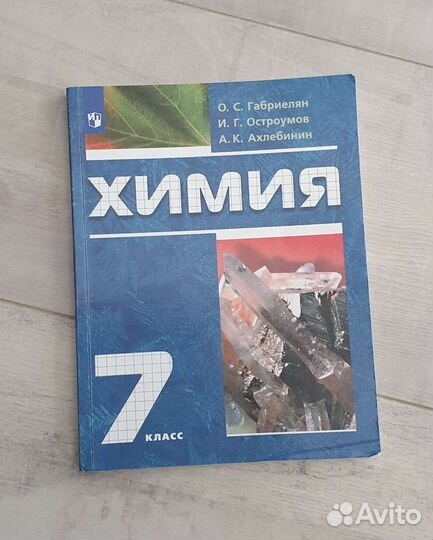 О. С. Габриелян
И. Г. Остроумов
А. К. Ахлебинин
ХИМИЯ
7
КЛАСС
Avito